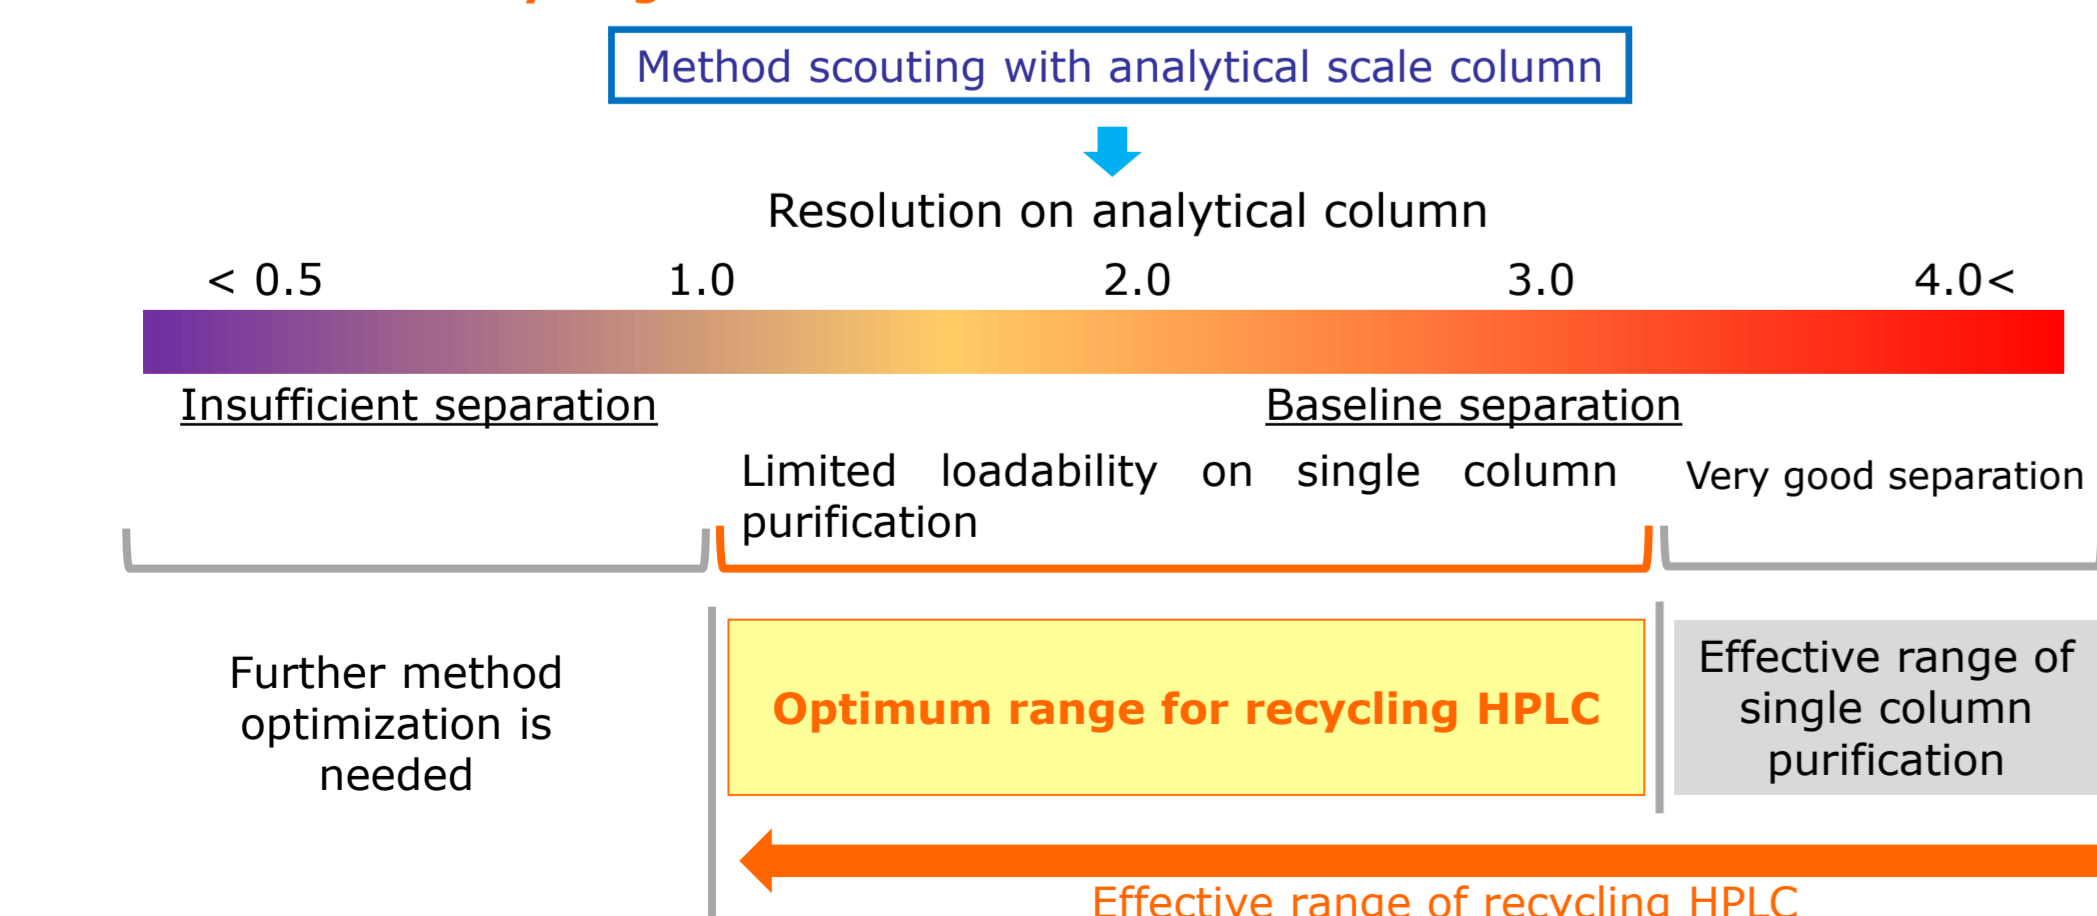 Method scouting with analytical scale column
Resolution on analytical column
< 0.5 1.0 2.0 3.0 4.0<
Insufficient separation Baseline separation
Limited loadability on single column
purification
Very good separation
Further method
optimization is
needed
Optimum range for recycling HPLC
Effective range of
single column
purification
Effective range of recycling HPLC